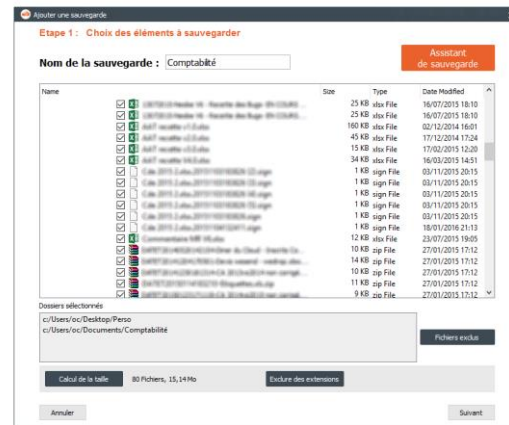 Ajouter une sauvegarde
Etape 1 : Choix des éléments à sauvegarder
Nom de la sauvegarde : Comptabilité
Assistant
de sauvegarde
Name Size Type Date Modified
25 KB xlsx File 16/07/2015 18:10
25 KB xlsx File 16/07/2015 18:10
160 KB xlsx File 02/12/2014 16:01
45 KB xlsx File 17/12/2014 17:24
15 KB xlsx File 17/02/2015 12:20
34 KB xlsx File 16/03/2015 14:51
1 KB sign File 03/11/2015 20:15
1 KB sign File 03/11/2015 20:15
1 KB sign File 03/11/2015 20:15
1 KB sign File 03/11/2015 20:15
1 KB sign File 03/11/2015 20:15
1 KB sign File 18/01/2016 21:13
12 KB xlsx File 23/07/2015 19:05
10 KB zip File 27/01/2015 17:12
14 KB zip File 27/01/2015 17:12
10 KB zip File 27/01/2015 17:12
11 KB zip File 27/01/2015 17:12
9 KB zip File 27/01/2015 17:12
Dossiers sélectionnés
c:/Users/oc/Desktop/Perso
c:/Users/oc/Documents/Comptabilité
Fichiers exclus
Calcul de la taille 80 Fichiers, 15,14 Mo Exclure des extensions
Annuler Suivant